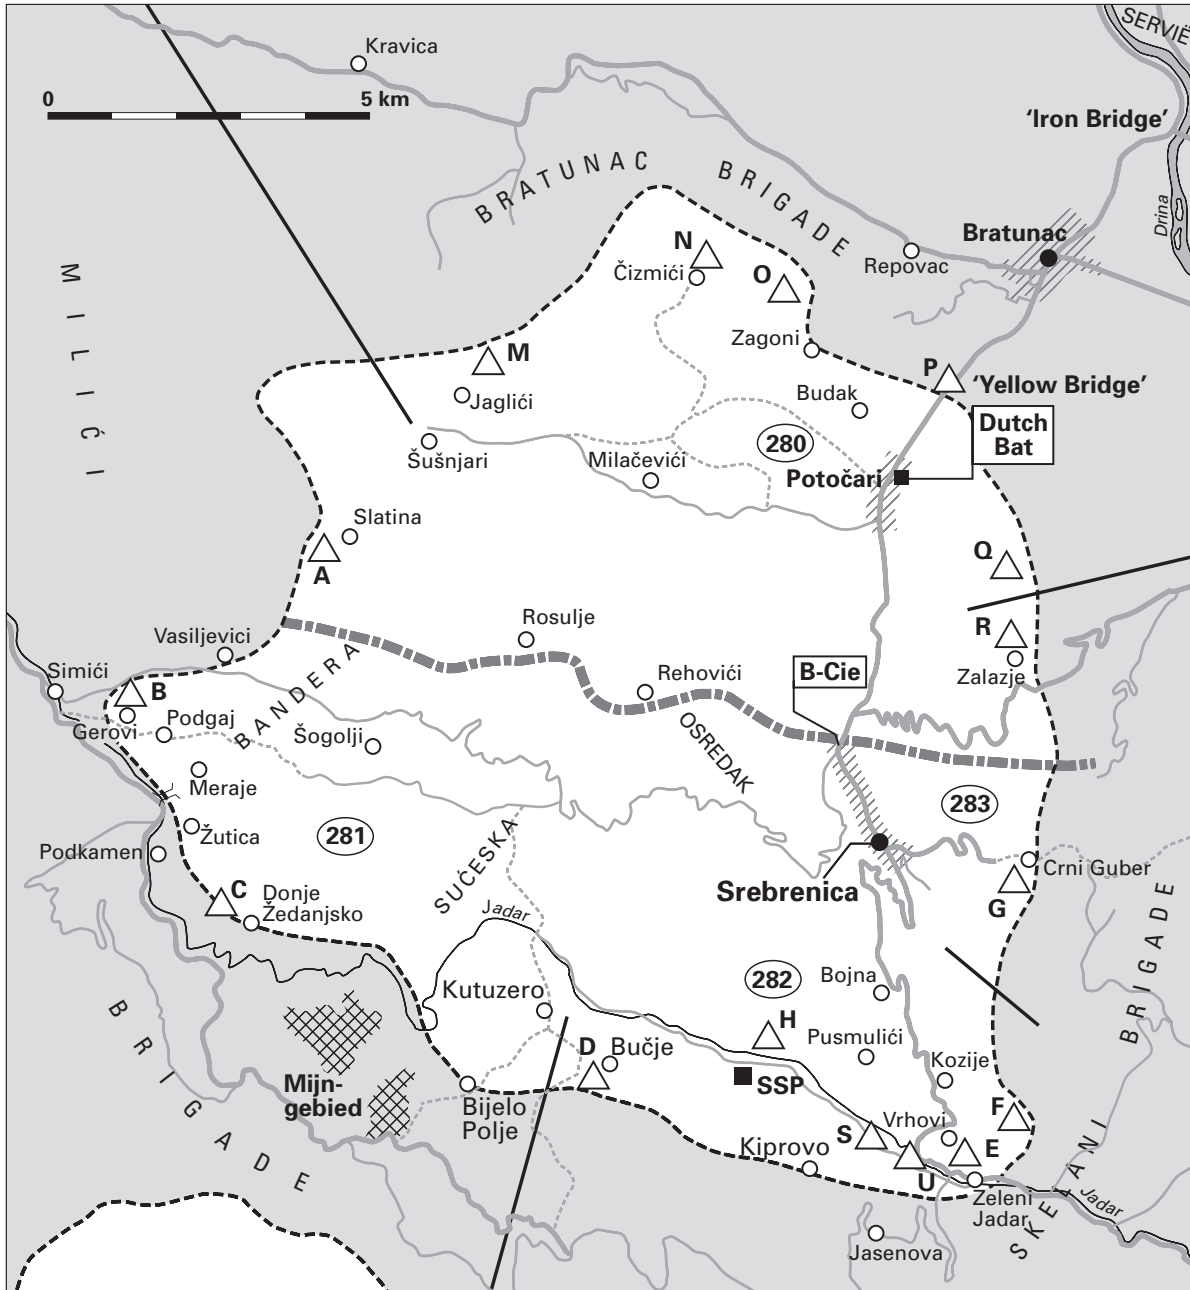 SERVIË
Kravica
0
5 km
'Iron Bridge'
BRATUNAC BRIGADE
Drina
Bratunac
N
Čizmići
O
Repovac
MILIĆI
Zagoni
M
P
'Yellow Bridge'
Jaglići
Budak
Dutch
Bat
280
Šušnjari
Milačevići
Potočari
Slatina
A
Q
Rosulje
R
Vasiljevici
Zalazje
Simići
B
BANDERA
Rehovići
B-Cie
Gerovi
Podgaj
Šogolji
OSREDAK
Meraje
283
Žutica
281
Podkamen
SUĆESKA
Crni Guber
Srebrenica
C
Donje
Žedanjsko
G
Jadar
BRIGADE
282
Bojna
Kutuzero
H
Pusmulići
D
Bučje
Kozije
Mijn-
gebied
SSP
Bijelo
Polje
F
Vrhovi
S
E
Kiprovo
U
BRIGADE
Zeleni
Jadar
Jadar
SKELANI
Jasenova